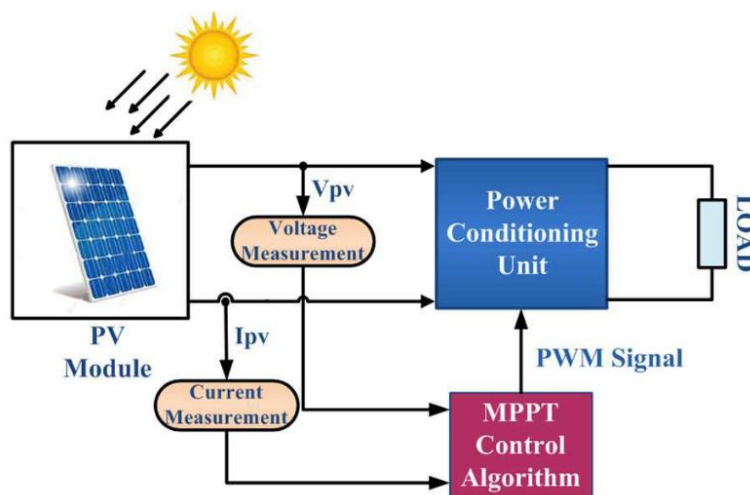 Vpv
Voltage
Measurement
Power
Conditioning
Unit
LOAD
PV
Module
Ipv
Current
Measurement
PWM Signal
MPPT
Control
Algorithm